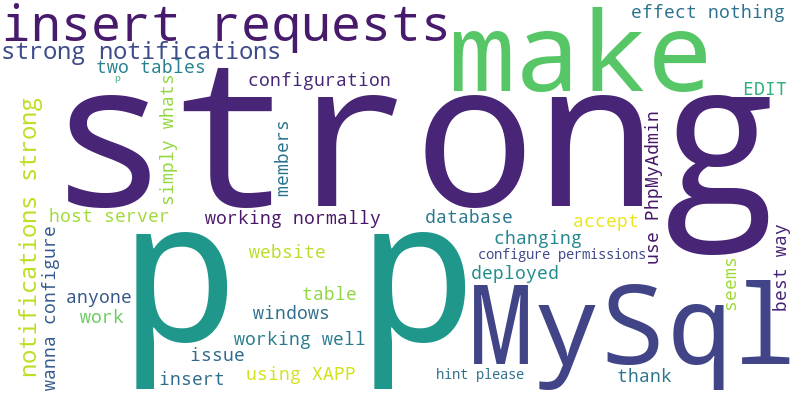 insert requests
make
effect nothing
strong notifications
two tables
p
configuration
EDIT
strong
simply whats
members
notifications strong
use PhpMyAdmin
host server
working normally
database
accept
p p
changing
website
configure permissions
wanna configure
deployed
seems
best way
anyone
table
MySql
work
windows
working well
issue
insert
using XAPP
hint please
thank